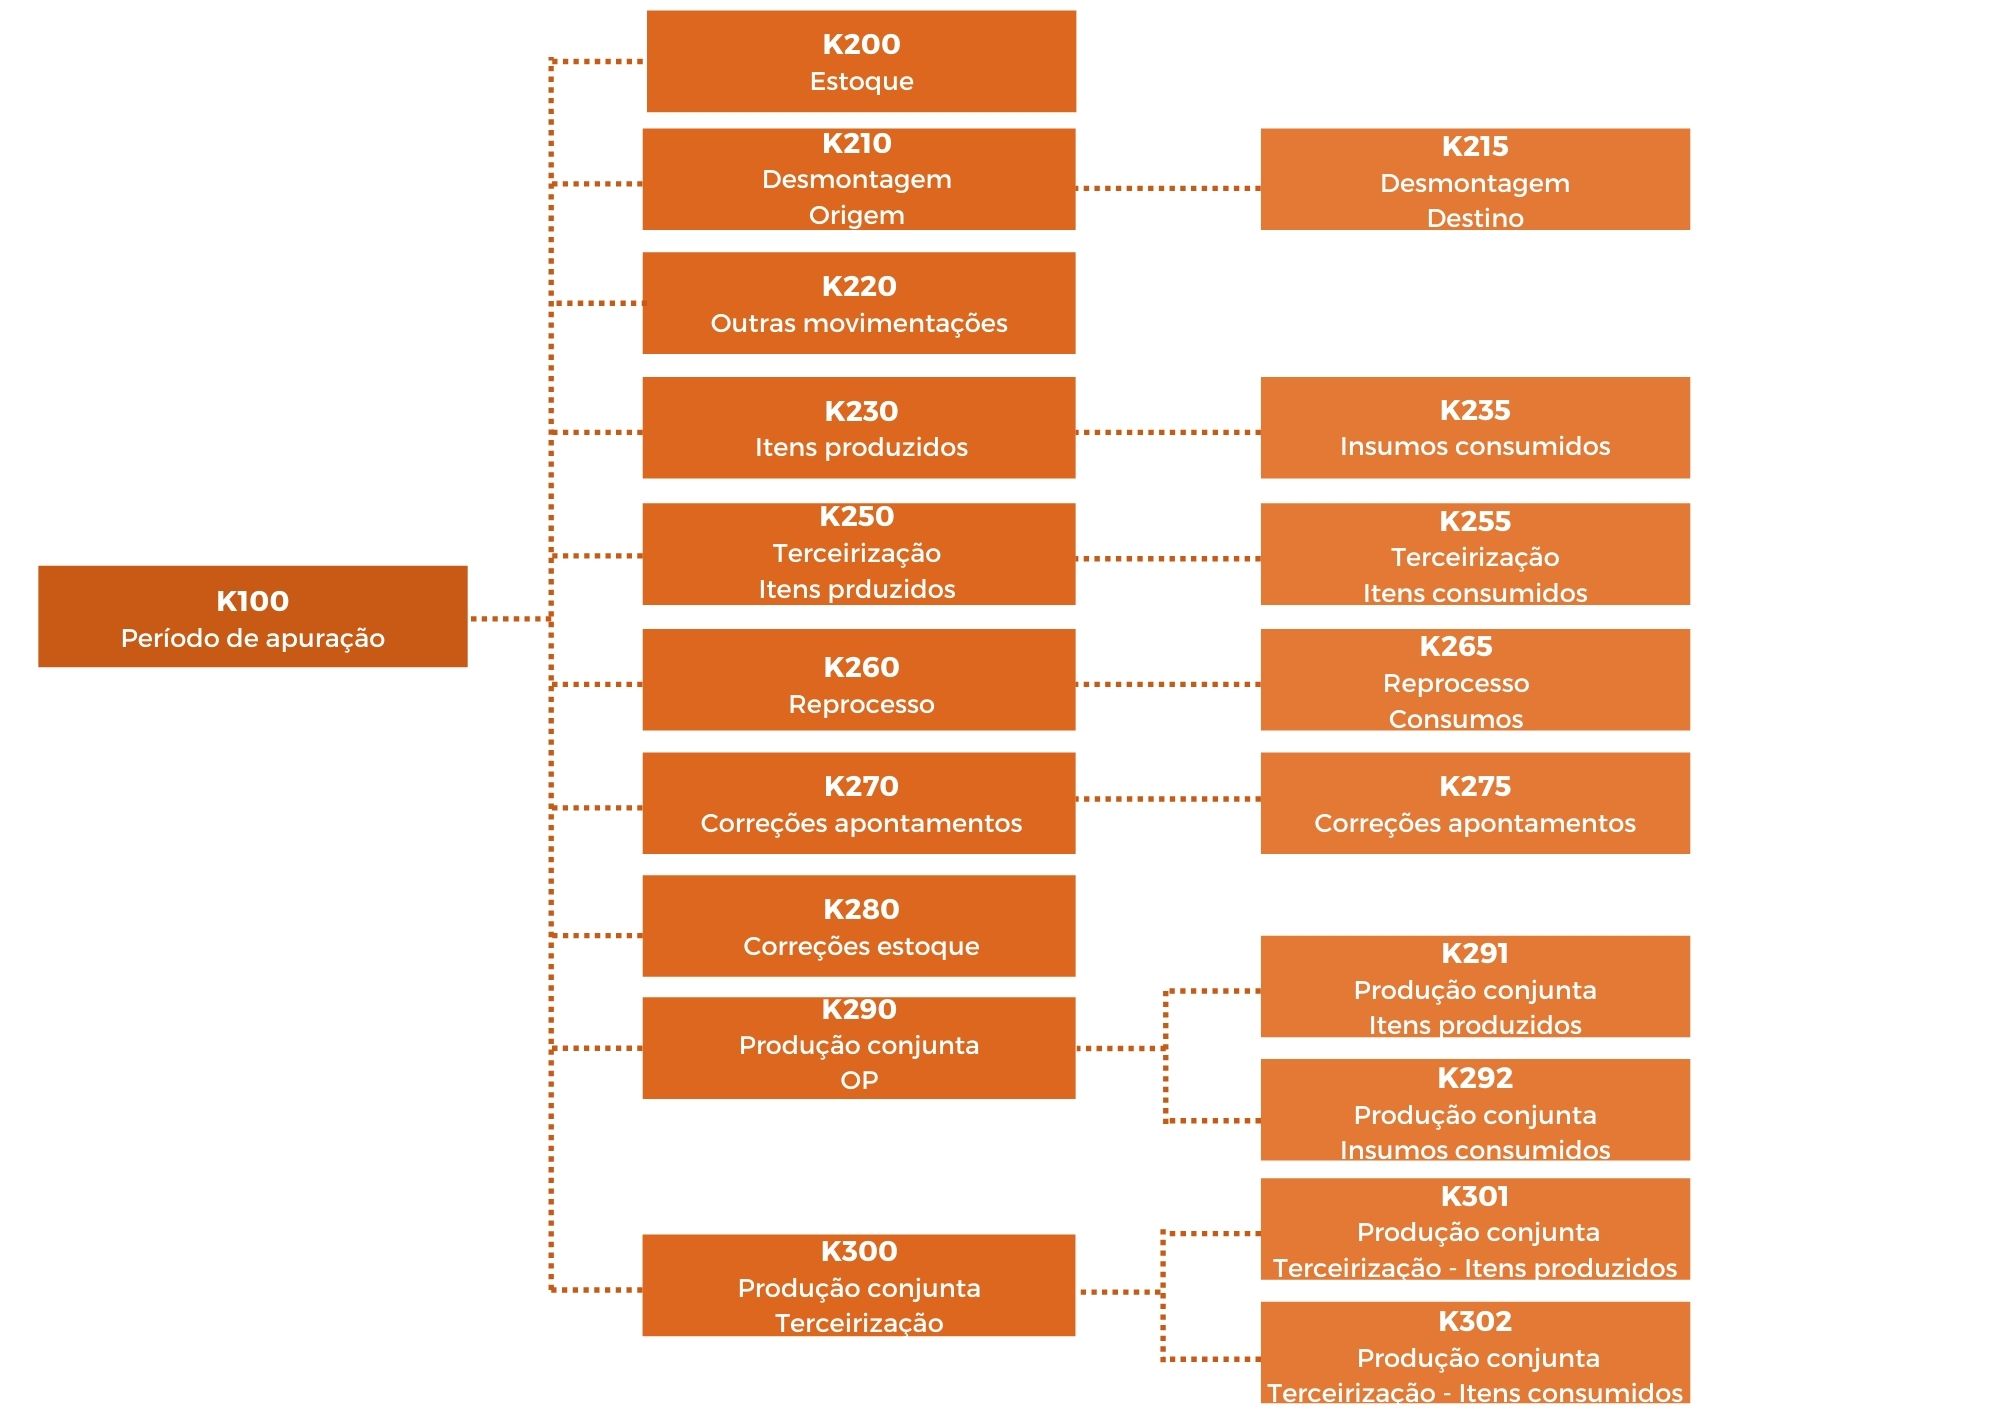 K200
Estoque
K210
Desmontagem
Origem
K215
Desmontagem
Destino
K220
Outras movimentações
K230
Itens produzidos
K235
Insumos consumidos
K250
Terceirização
Itens prduzidos
K255
Terceirização
Itens consumidos
K100
Período de apuração
K260
Reprocesso
K265
Reprocesso
Consumos
K270
Correções apontamentos
K275
Correções apontamentos
K280
Correções estoque
K290
Produção conjunta
OP
K291
Produção conjunta
Itens produzidos
K292
Produção conjunta
Insumos consumidos
K300
Produção conjunta
Terceirização
K301
Produção conjunta
Terceirização - Itens produzidos
K302
Produção conjunta
Terceirização - Itens consumidos